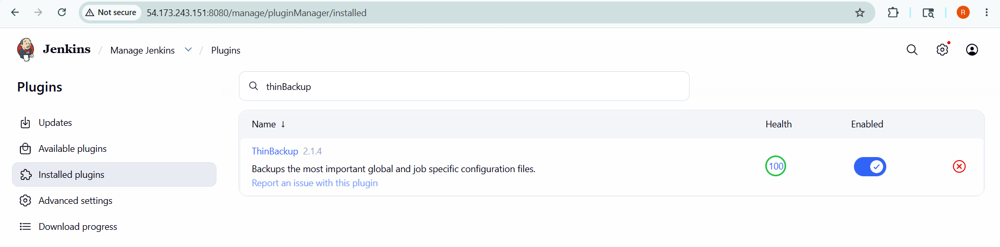 Not secure 54.173.243.151:8080/manage/pluginManager/installed
R
Jenkins / Manage Jenkins / Plugins
Plugins
thinBackup
Updates
Available plugins
Installed plugins
Advanced settings
Download progress
Name ↓ Health Enabled
ThinBackup 2.1.4
Backups the most important global and job specific configuration files.
Report an issue with this plugin
100